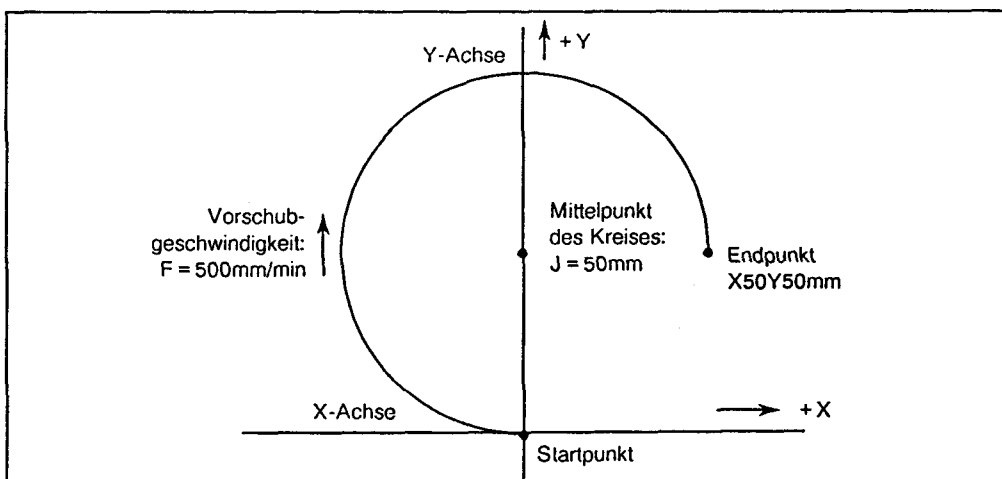 Y-Achse
+Y
Vorschub-
geschwindigkeit:
F = 500mm/min
Mittelpunkt
des Kreises:
J = 50mm
Endpunkt
X50Y50mm
X-Achse
+X
Startpunkt